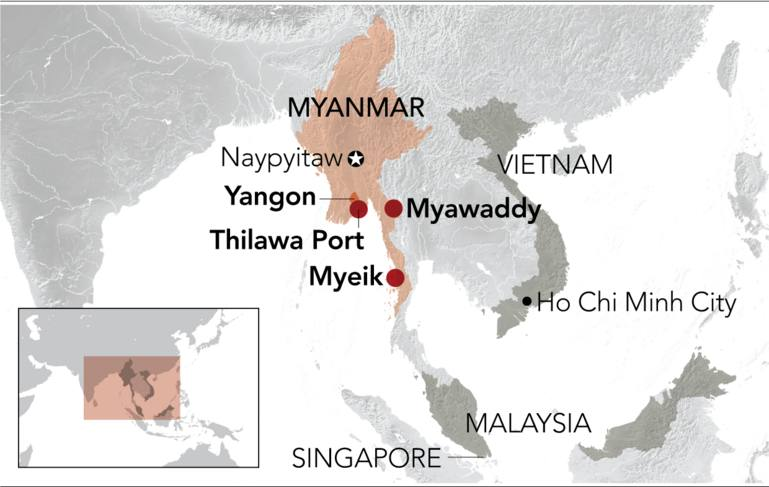 MYANMAR
Naypyitaw
VIETNAM
Yangon
Myawaddy
Thilawa Port
Myeik
Ho Chi Minh City
MALAYSIA
SINGAPORE